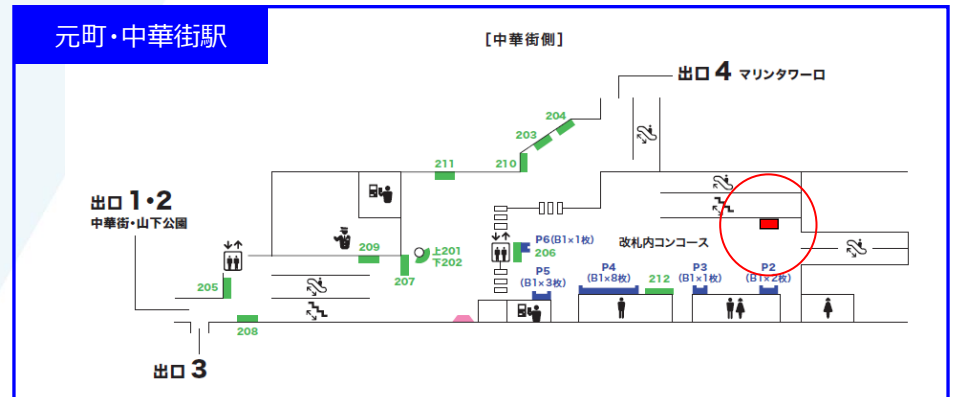 元町・中華街駅
[中華街側]
出口 4 マリンタワー口
204
203
211
210
出口 1・2
中華街・山下公園
209
上201
下202
207
P6(B1×1枚)
206
改札内コンコース
205
P5
(B1×3枚)
P4
(B1×8枚)
212
P3
(B1×1枚)
P2
(B1×2枚)
208
出口 3